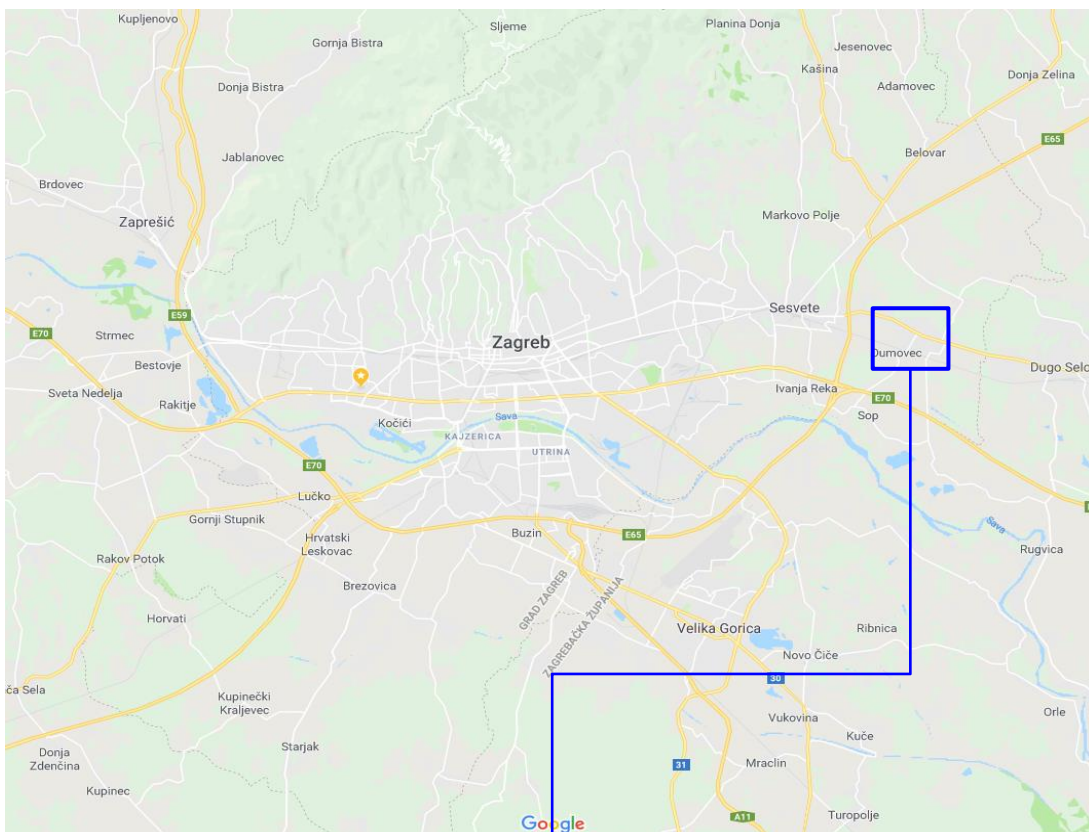 Kupljenovo
Sljeme
Planina Donja
Gornja Bistra
Jesenovec
Kašina
Donja Zelina
Donja Bistra
Adamovec
E65
Jablanovec
Belovar
Brdovec
Zaprešić
Markovo Polje
E59
Sesvete
E70
Strmec
Zagreb
Dumovec
Bestovje
Dugo Selo
Sveta Nedelja
Ivanja Reka
E70
Rakitje
Sava
Sop
Kočići
KAJZERICA
UTRINA
E70
Lučko
Gornji Stupnik
Sava
Hrvatski
Leskovac
Buzin
E65
Rugvica
Rakov Potok
Brezovica
GRAD ZAGREB
ZAGREBAČKA ŽUPANIJA
Horvati
Velika Gorica
Ribnica
Novo Čiče
30
ča Sela
Kupinečki
Kraljevec
Orle
Vukovina
Kuče
Starjak
Donja
Zdenčina
31
Mraclin
Kupinec
Google
A11
Turopolje